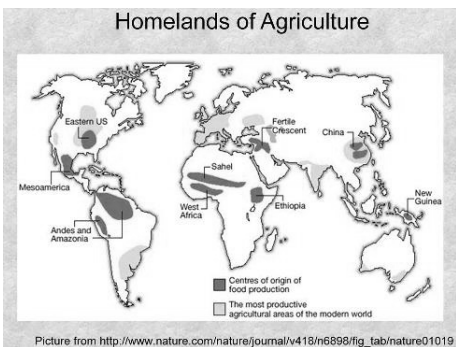 Homelands of Agriculture
Eastern US
Fertile
Crescent
China
Mesoamerica
Sahel
West
Africa
Ethiopia
New
Guinea
Andes and
Amazonia
Centres of origin of
food production
The most productive
agricultural areas of the modern world
Picture from http://www.nature.com/nature/journal/v418/n6898/fig_tab/nature01019